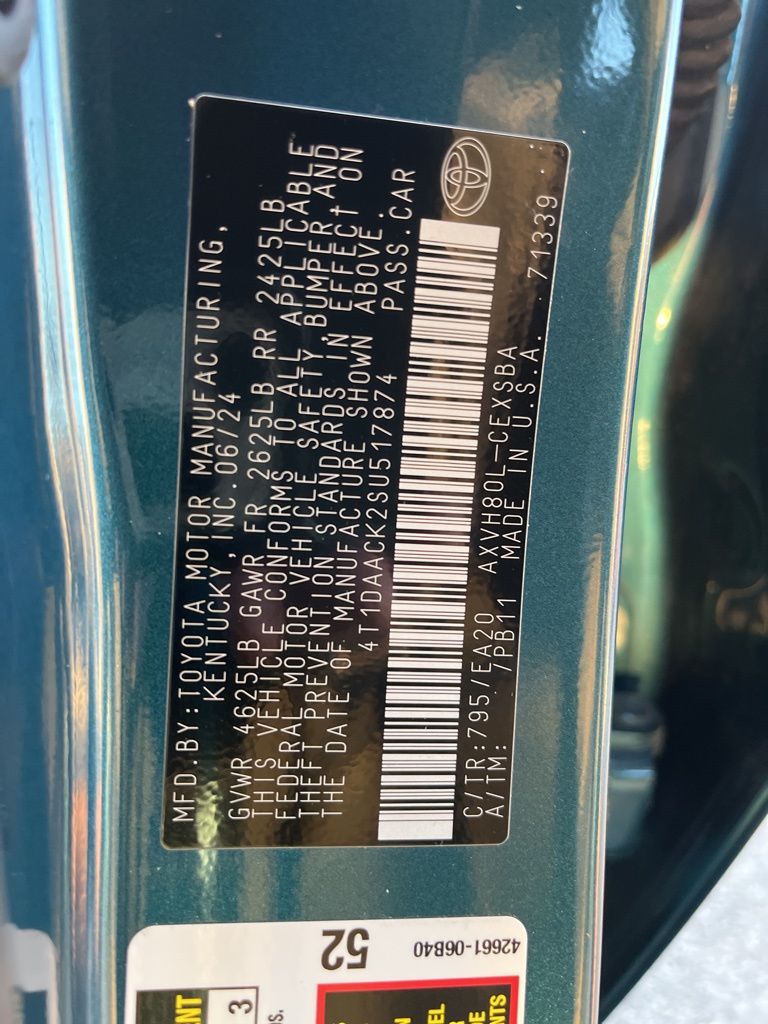 MFD.BY:TOYOTA MOTOR MANUFACTURING,
KENTUCKY,INC.06/24
GVWR 4625LB GAWR FR 2625LB RR 2425LB
THIS VEHICLE CONFORMS TO ALL APPLICABLE
FEDERAL MOTOR VEHICLE SAFETY, BUMPER AND
THEFT PREVENTION STANDARDS IN EFFECT ON
THE DATE OF MANUFACTURE SHOWN ABOVE.
4T1DAACK2SU517874 PASS.CAR
C/TR:795/EA20 AXVH80L-CEXSBA
A/TM: /PB11 MADE IN U.S.A. 71339
52
42661-06B40
3